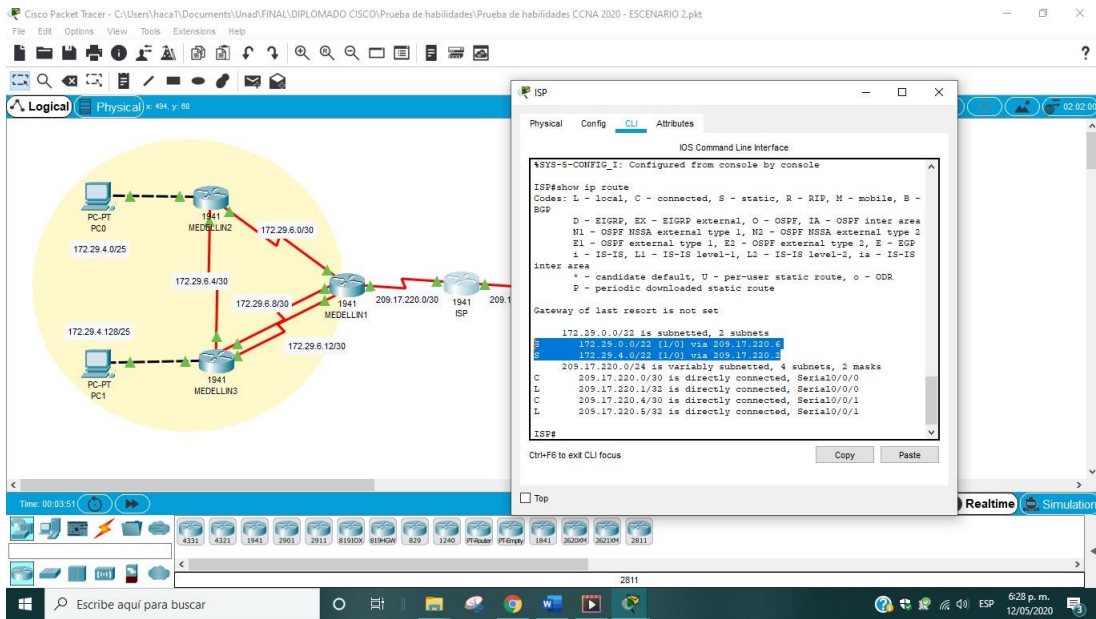 Cisco Packet Tracer - C:\Users\haca1\Documents\Unad\FINAL\DIPLOMADO CISCO\Prueba de habilidades\Prueba de habilidades CCNA 2020 - ESCENARIO 2.pkt
File Edit Options View Tools Extensions Help
?
Logical
Physical
x: 494, y: 68
02:02:00
PC-PT
PC0
172.29.4.0/25
1941
MEDELLIN2
172.29.6.0/30
172.29.6.4/30
172.29.6.8/30
1941
MEDELLIN1
209.17.220.0/30
1941
ISP
209.1
172.29.4.128/25
172.29.6.12/30
PC-PT
PC1
1941
MEDELLIN3
ISP
Physical Config CLI Attributes
IOS Command Line Interface
%SYS-5-CONFIG_I: Configured from console by console
ISP#show ip route
Codes: L - local, C - connected, S - static, R - RIP, M - mobile, B -
BGP
D - EIGRP, EX - EIGRP external, O - OSPF, IA - OSPF inter area
N1 - OSPF NSSA external type 1, N2 - OSPF NSSA external type 2
E1 - OSPF external type 1, E2 - OSPF external type 2, E - EGP
i - IS-IS, L1 - IS-IS level-1, L2 - IS-IS level-2, ia - IS-IS
inter area
* - candidate default, U - per-user static route, o - ODR
P - periodic downloaded static route
Gateway of last resort is not set
172.29.0.0/22 is subnetted, 2 subnets
S 172.29.0.0/22 [1/0] via 209.17.220.6
S 172.29.4.0/22 [1/0] via 209.17.220.2
209.17.220.0/24 is variably subnetted, 4 subnets, 2 masks
C 209.17.220.0/30 is directly connected, Serial0/0/0
L 209.17.220.1/32 is directly connected, Serial0/0/0
C 209.17.220.4/30 is directly connected, Serial0/0/1
L 209.17.220.5/32 is directly connected, Serial0/0/1
ISP#
Ctrl+F6 to exit CLI focus
Copy Paste
Top
Time: 00:03:51
Realtime
Simulation
4331 4321 1941 2901 2911 819IOX 819HGW 829 1240 PT-Router PT-Empty 1841 2620XM 2621XM 2811
2811
Escribe aquí para buscar
ESP
6:28 p. m.
12/05/2020